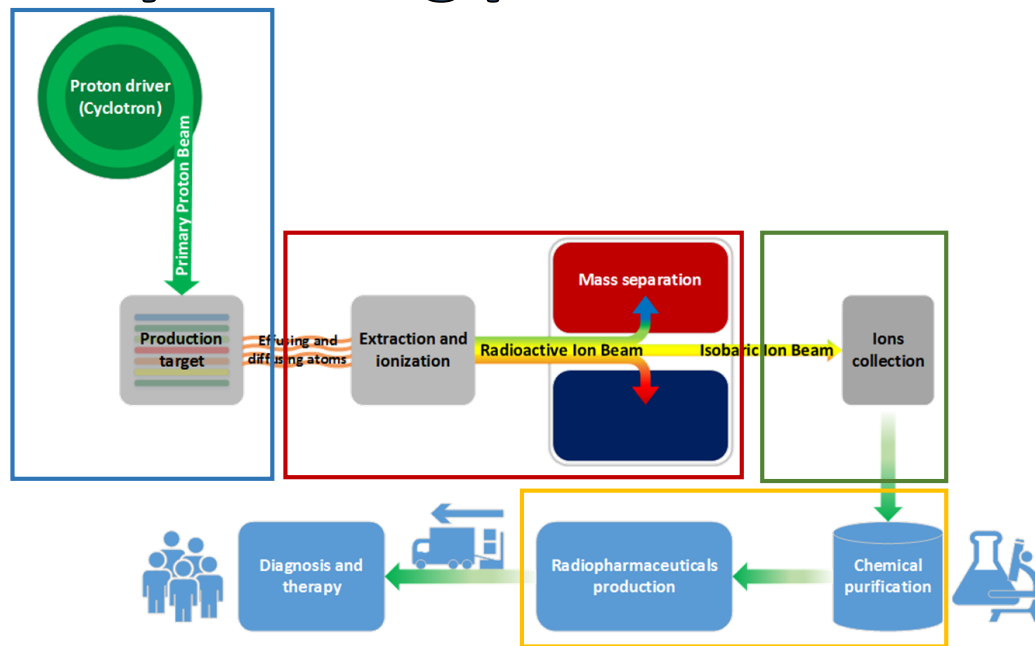 Proton driver
(Cyclotron)
Primary Proton Beam
Production
target
Effusing and
diffusing atoms
Extraction and
ionization
Radioactive Ion Beam
Mass separation
Isobaric Ion Beam
Ions
collection
Diagnosis and
therapy
Radiopharmaceuticals
production
Chemical
purification